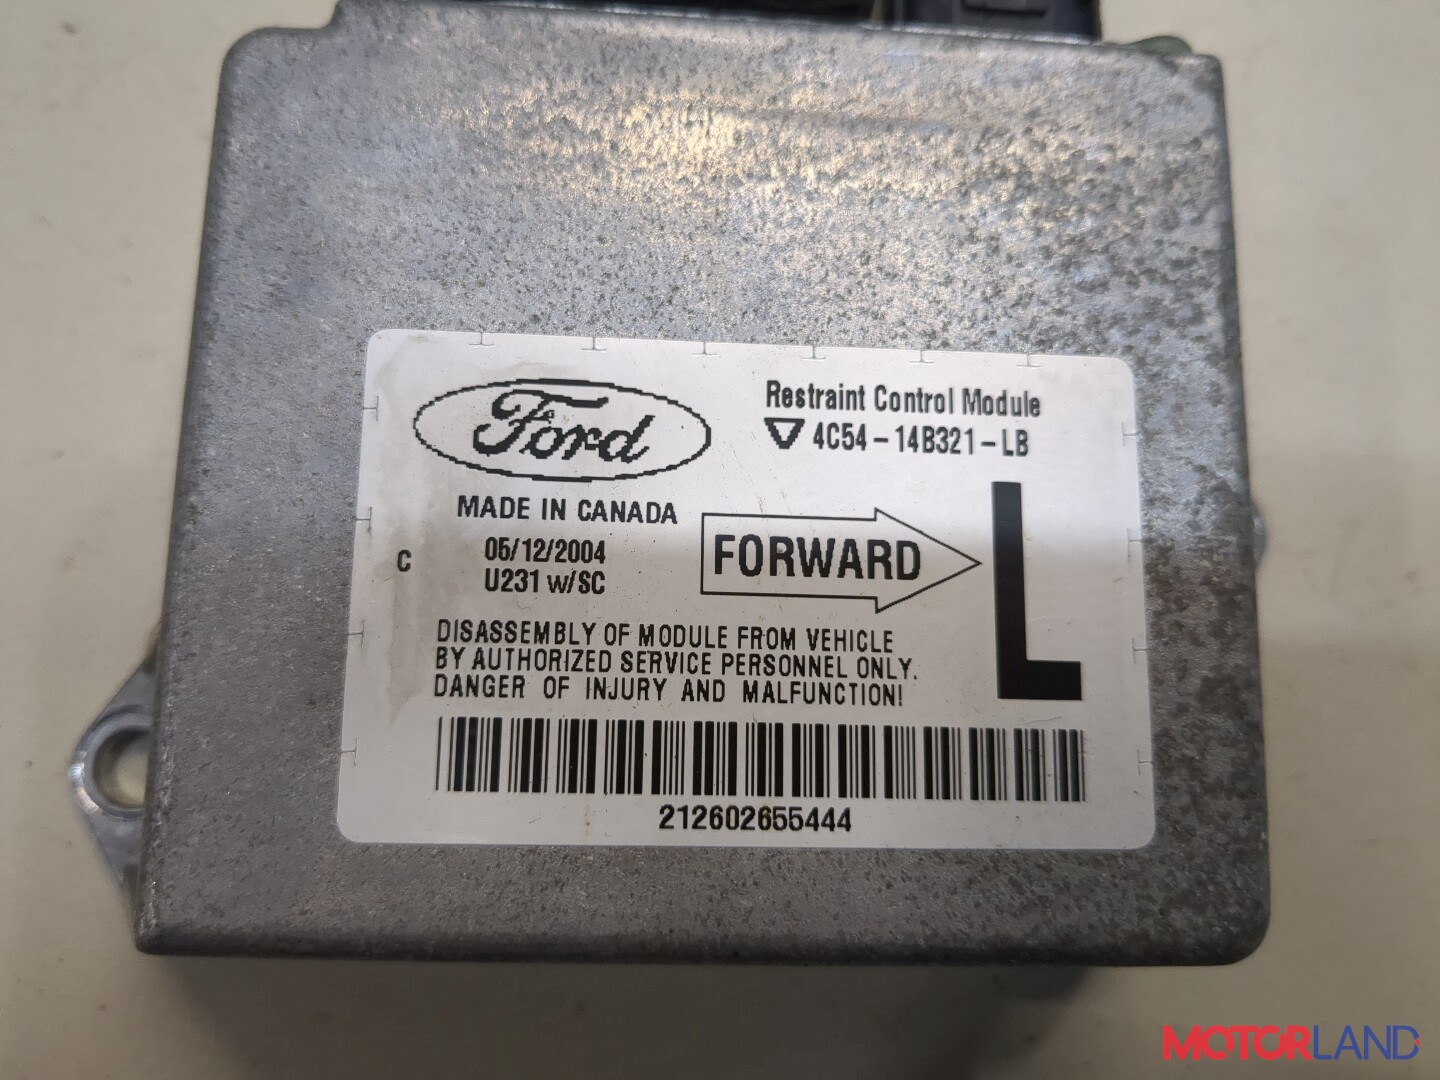 Ford
Restraint Control Module
4C54-14B321-LB
MADE IN CANADA
C
05/12/2004
U231 w/SC
FORWARD
L
DISASSEMBLY OF MODULE FROM VEHICLE
BY AUTHORIZED SERVICE PERSONNEL ONLY.
DANGER OF INJURY AND MALFUNCTION!
212602655444
MOTORLAND